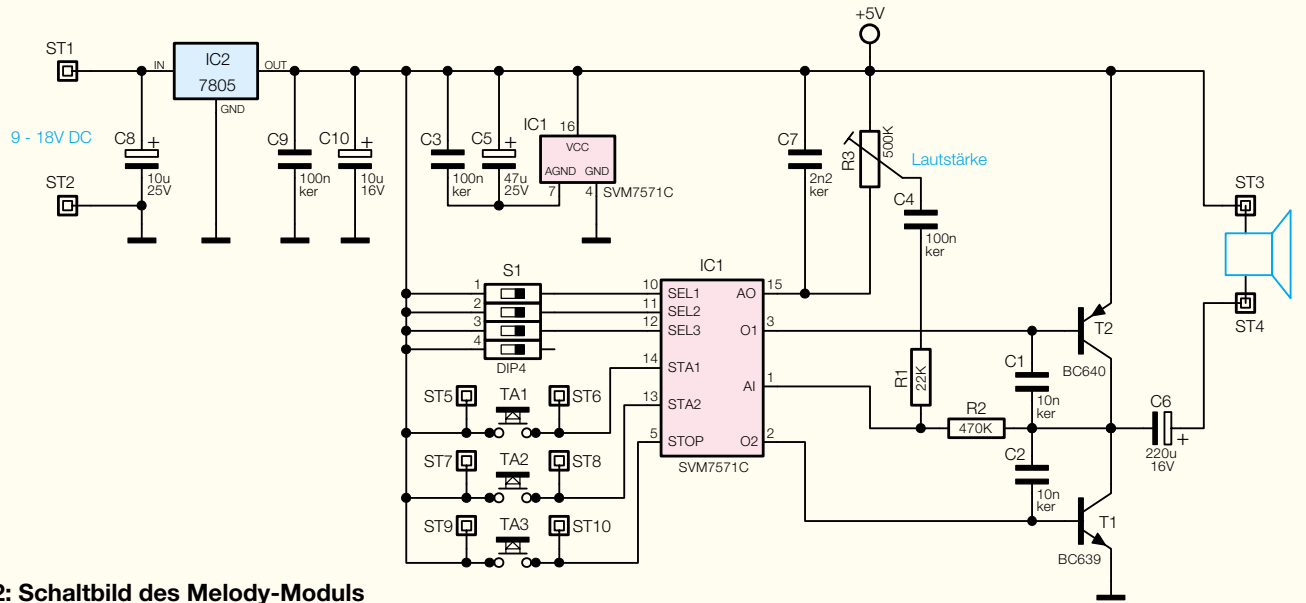 +5V
ST1
IN
IC2
7805
OUT
GND
9 - 18V DC
C8
+
10u
25V
ST2
C9
100n
ker
C10
+
10u
16V
C3
100n
ker
C5
+
47u
25V
IC1
16
VCC
AGND GND
7
4
SVM7571C
C7
2n2
ker
R3
500K
Lautstärke
C4
100n
ker
ST3
ST4
S1
1
2
3
4
DIP4
IC1
10 SEL1
11 SEL2
12 SEL3
14 STA1
13 STA2
5 STOP
AO 15
O1 3
AI 1
O2 2
SVM7571C
ST5
TA1
ST6
ST7
TA2
ST8
ST9
TA3
ST10
R1
22K
R2
470K
C1
10n
ker
C2
10n
ker
T2
BC640
C6
+
220u
16V
T1
BC639
2: Schaltbild des Melody-Moduls